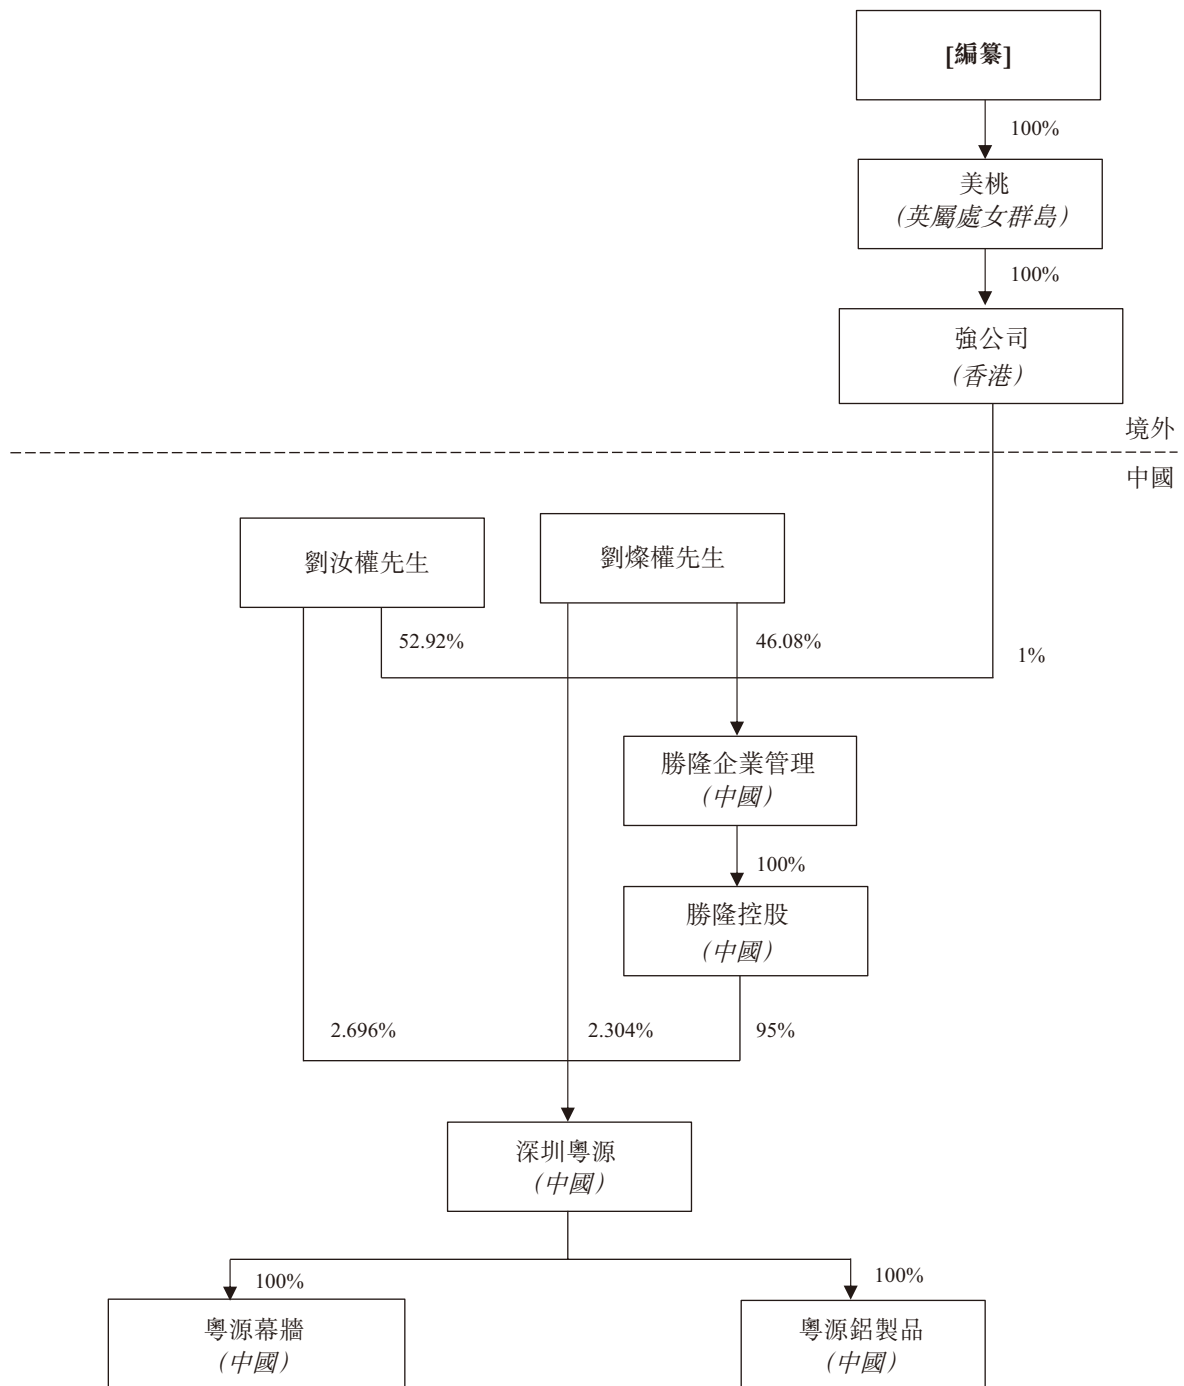 [編纂]
100%
美桃
(英屬處女群島)
100%
強公司
(香港)
境外
中國
劉汝權先生
劉燦權先生
52.92%
46.08%
1%
勝隆企業管理
(中國)
100%
勝隆控股
(中國)
2.696%
2.304%
95%
深圳粵源
(中國)
100%
100%
粵源幕牆
(中國)
粵源鋁製品
(中國)